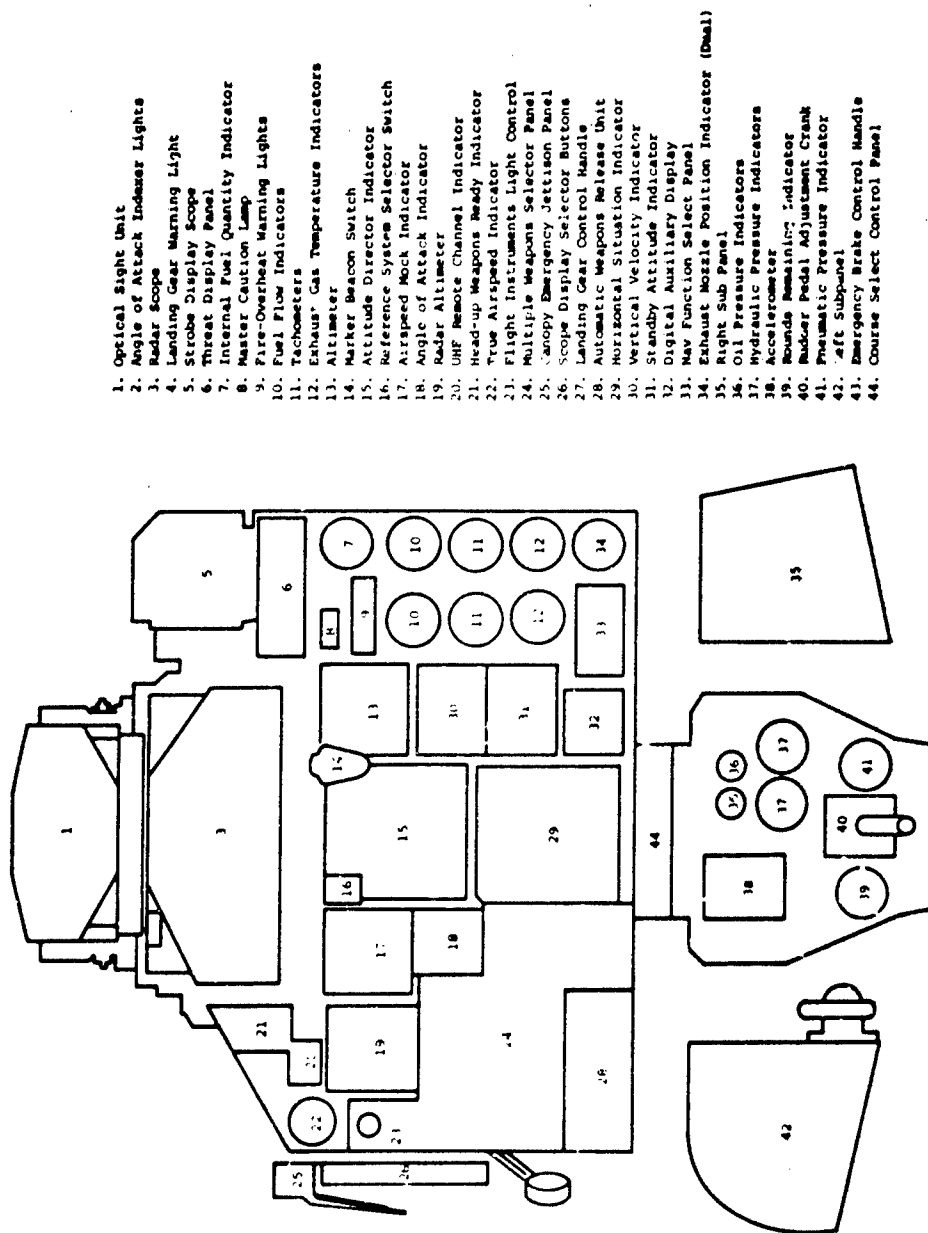 1. Optical Sight Unit
2. Angle of Attack Indexer Lights
3. Radar Scope
4. Landing Gear Warning Light
5. Strobe Display Scope
6. Threat Display Panel
7. Internal Fuel Quantity Indicator
8. Master Caution Lamp
9. Fire-Overheat Warning Lights
10. Fuel Flow Indicators
11. Tachometers
12. Exhaust Gas Temperature Indicators
13. Altimeter
14. Marker Beacon Switch
15. Attitude Director Indicator
16. Reference System Selector Switch
17. Airspeed Mock Indicator
18. Angle of Attack Indicator
19. Radar Altimeter
20. UHF Remote Channel Indicator
21. Head-up Weapons Ready Indicator
22. True Airspeed Indicator
23. Flight Instruments Light Control
24. Multiple Weapons Selector Panel
25. Canopy Emergency Jettison Panel
26. Scope Display Selector Buttons
27. Landing Gear Control Handle
28. Automatic Weapons Release Unit
29. Horizontal Situation Indicator
30. Vertical Velocity Indicator
31. Standby Attitude Indicator
32. Digital Auxiliary Display
33. Nav Function Select Panel
34. Exhaust Nozzle Position Indicator (Dual)
35. Right Sub Panel
36. Oil Pressure Indicators
37. Hydraulic Pressure Indicators
38. Accelerometer
39. Rounds Remaining Indicator
40. Rudder Pedal Adjustment Crank
41. Pneumatic Pressure Indicator
42. Left Subpanel
43. Emergency Brake Control Handle
44. Course Select Control Panel
1
3
5
6
7
8
9
10
10
11
11
12
12
13
14
15
16
17
18
19
21
22
23
24
25
26
28
29
30
31
32
33
34
44
35
36
37
37
38
39
40
41
42